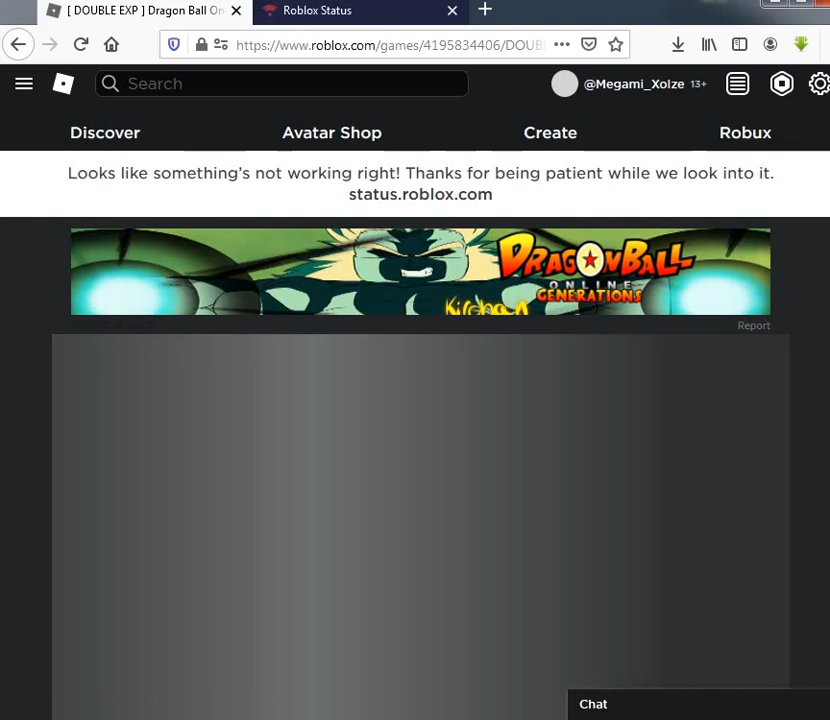 [ DOUBLE EXP ] Dragon Ball On
Roblox Status
https://www.roblox.com/games/4195834406/DOUB
Search
@Megami_Xolze 13+
Discover
Avatar Shop
Create
Robux
Looks like something's not working right! Thanks for being patient while we look into it.
status.roblox.com
DRAGON BALL
ONLINE
GENERATIONS
Report
Chat